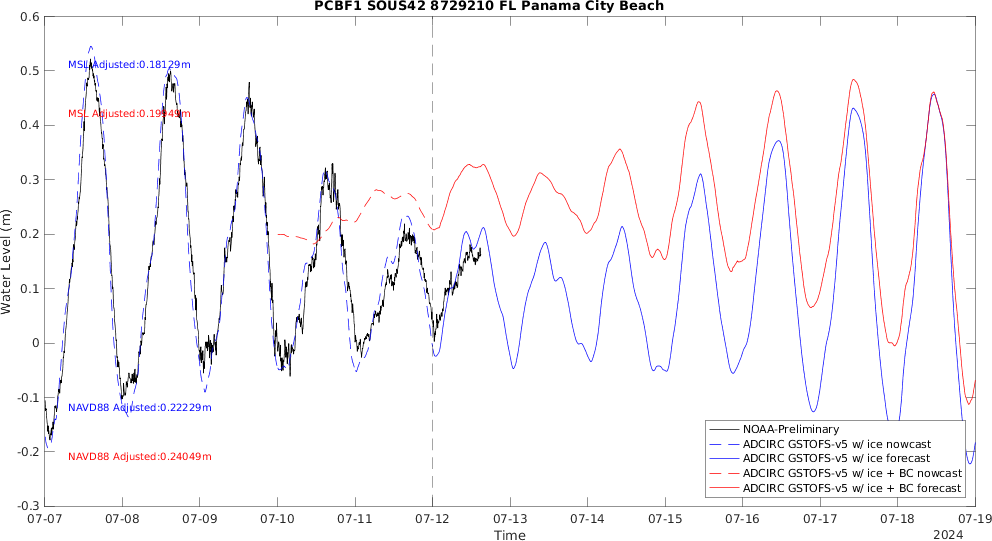 PCBF1 SOUS42 8729210 FL Panama City Beach
Water Level (m)
0.6
0.5
0.4
0.3
0.2
0.1
0
-0.1
-0.2
-0.3
MSL Adjusted:0.18129m
MSL Adjusted:0.19949m
NAVD88 Adjusted:0.22229m
NAVD88 Adjusted:0.24049m
NOAA-Preliminary
ADCIRC GSTOFS-v5 w/ ice nowcast
ADCIRC GSTOFS-v5 w/ ice forecast
ADCIRC GSTOFS-v5 w/ ice + BC nowcast
ADCIRC GSTOFS-v5 w/ ice + BC forecast
07-07 07-08 07-09 07-10 07-11 07-12 07-13 07-14 07-15 07-16 07-17 07-18 07-19
Time
2024